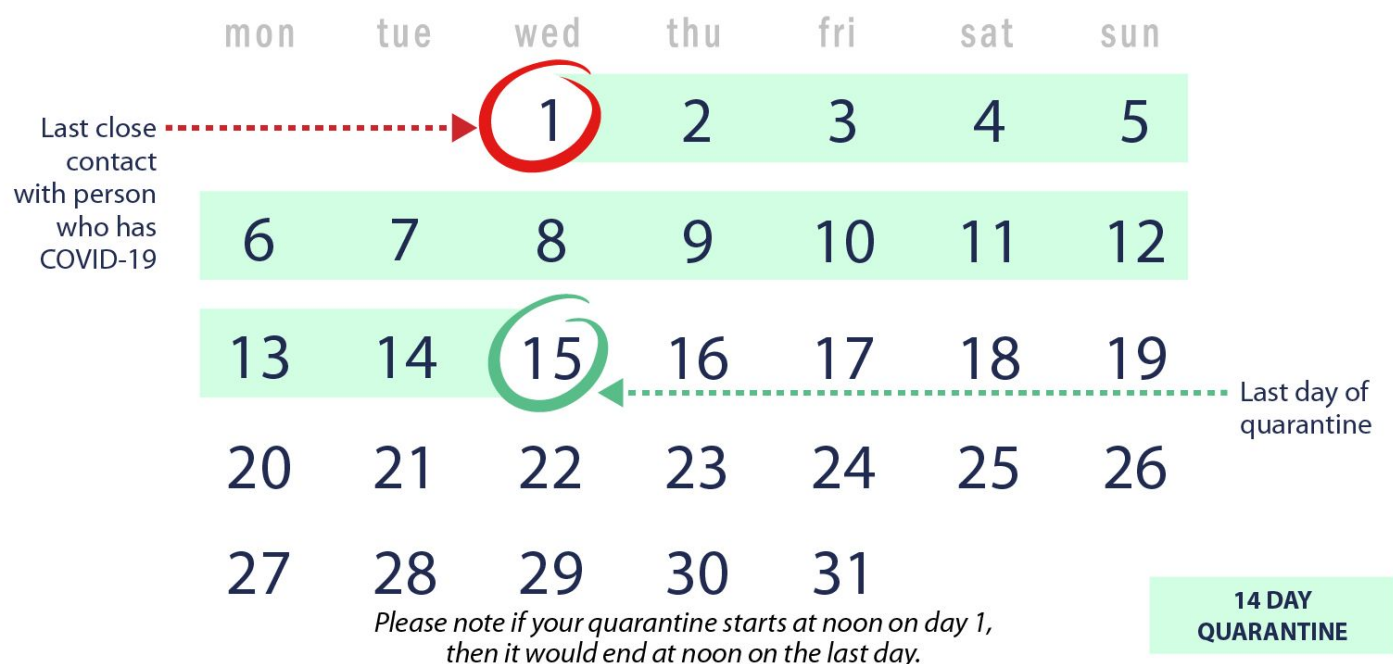 mon tue wed thu fri sat sun
1 2 3 4 5
Last close
contact
with person
who has
COVID-19
6 7 8 9 10 11 12
13 14 15 16 17 18 19
Last day of
quarantine
20 21 22 23 24 25 26
27 28 29 30 31
Please note if your quarantine starts at noon on day 1,
then it would end at noon on the last day.
14 DAY
QUARANTINE